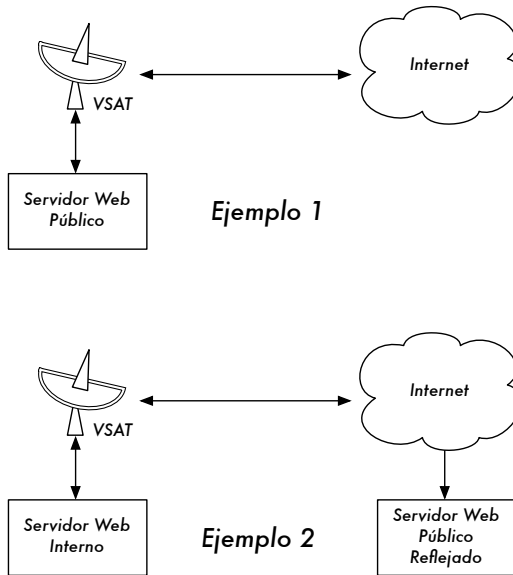 Internet
VSAT
Servidor Web
Público
Ejemplo 1
Internet
VSAT
Servidor Web
Interno
Ejemplo 2
Servidor Web
Público
Reflejado